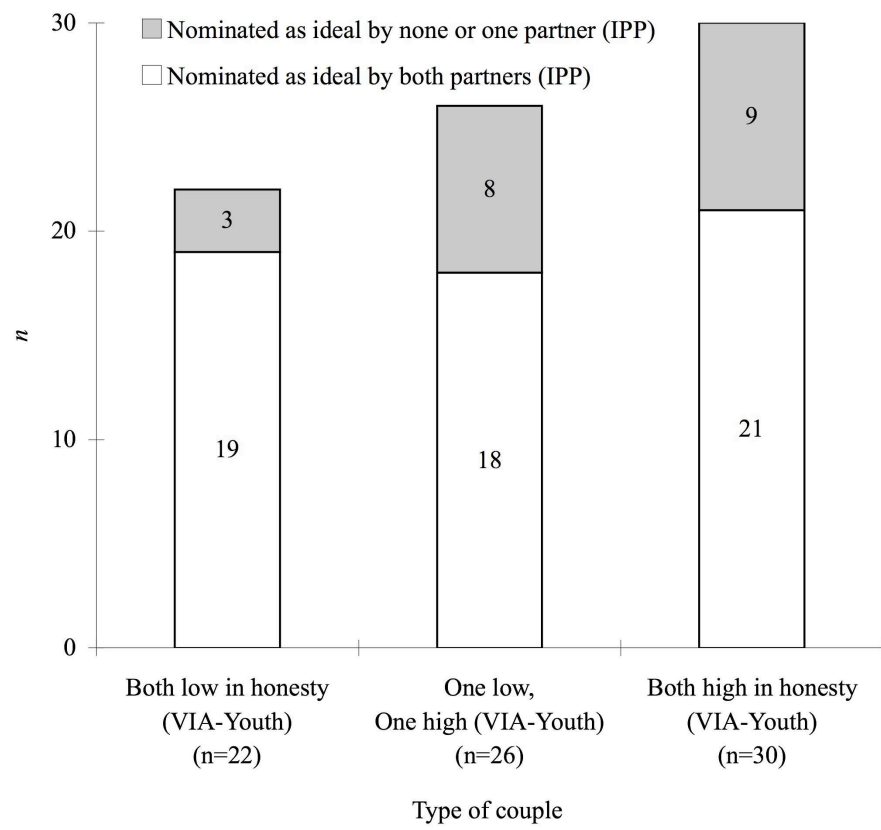 30
Nominated as ideal by none or one partner (IPP)
Nominated as ideal by both partners (IPP)
9
8
3
20
n
21
19
18
10
0
Both low in honesty
(VIA-Youth)
(n=22)
One low,
One high (VIA-Youth)
(n=26)
Both high in honesty
(VIA-Youth)
(n=30)
Type of couple